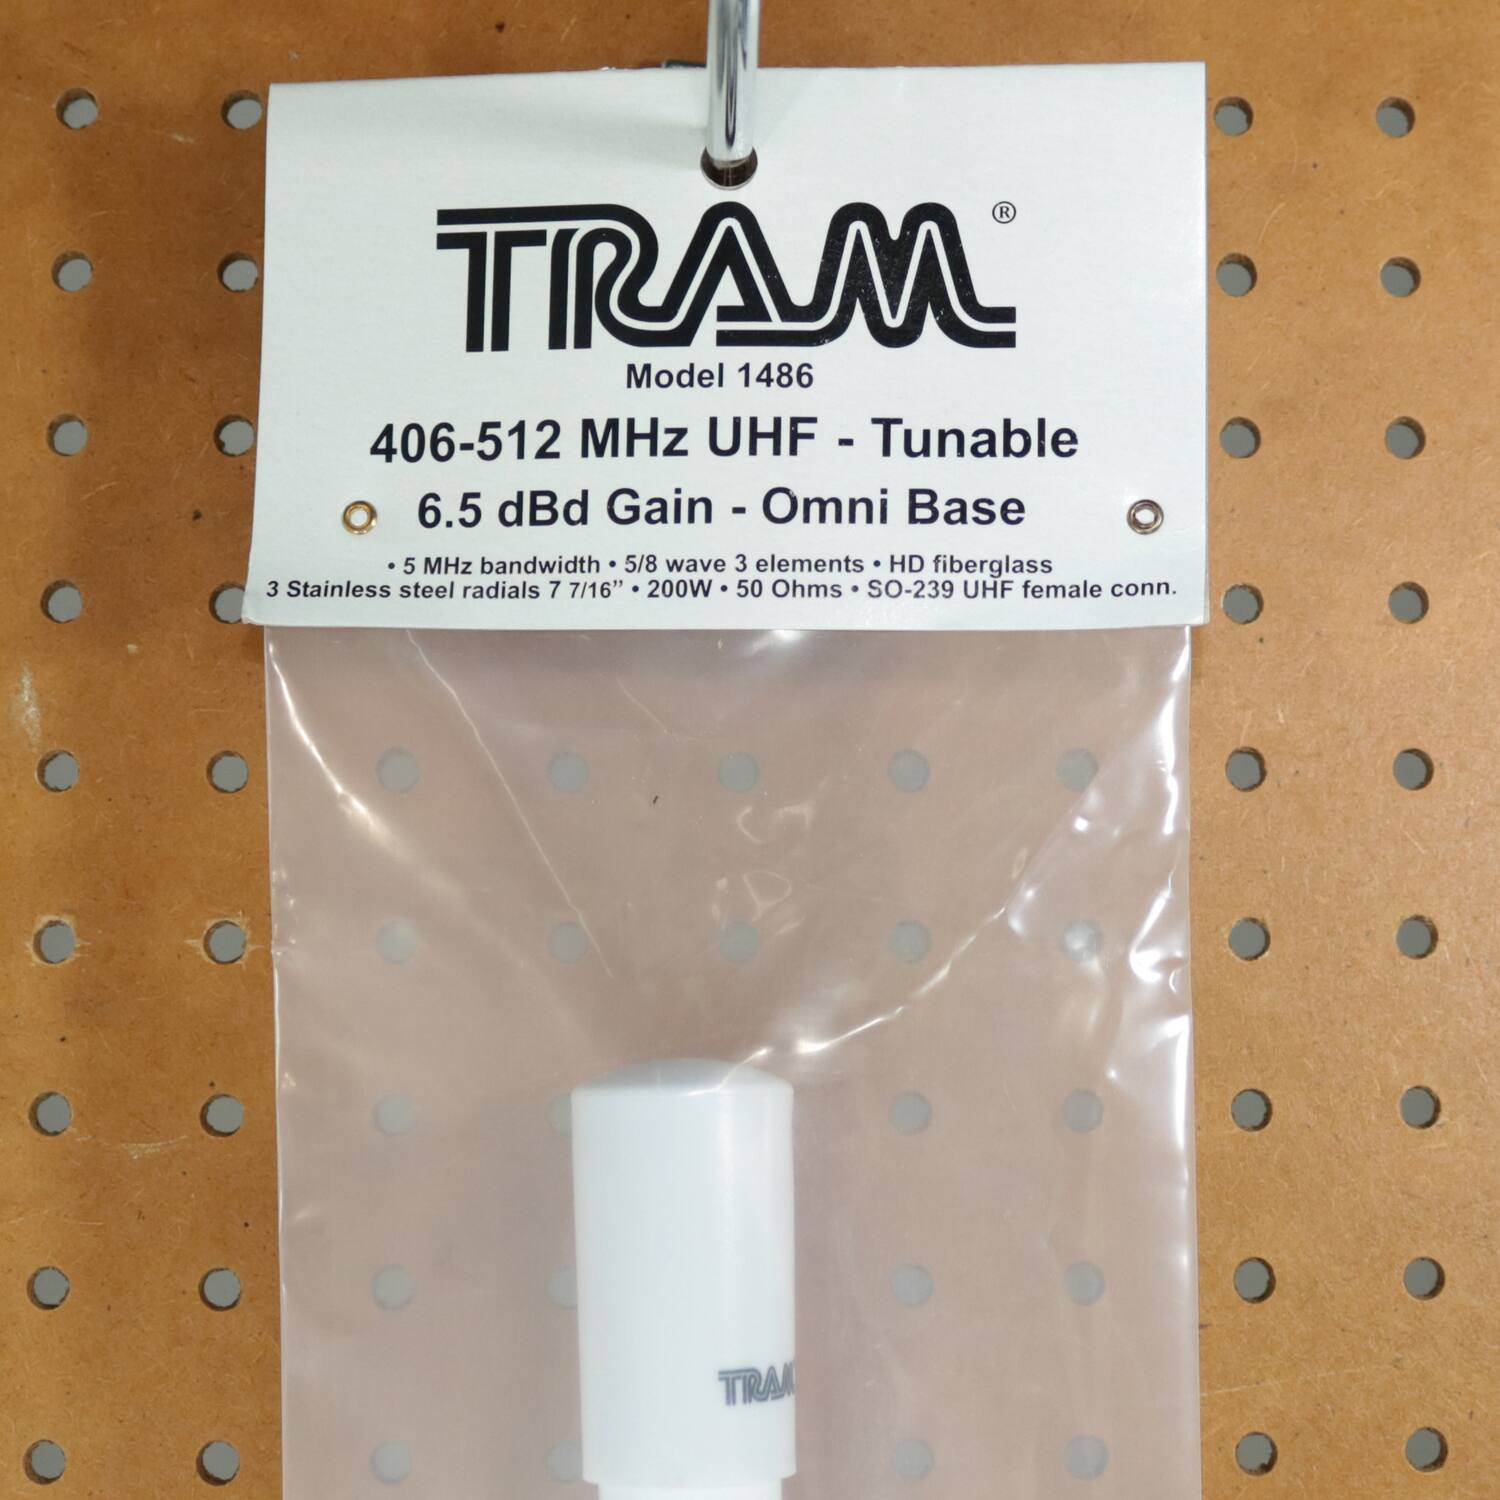 TRAM®
Model 1486
406-512 MHz UHF - Tunable
6.5 dBd Gain - Omni Base
• 5 MHz bandwidth • 5/8 wave 3 elements • HD fiberglass
3 Stainless steel radials 7 7/16” • 200W • 50 Ohms • SO-239 UHF female conn.
TRAM